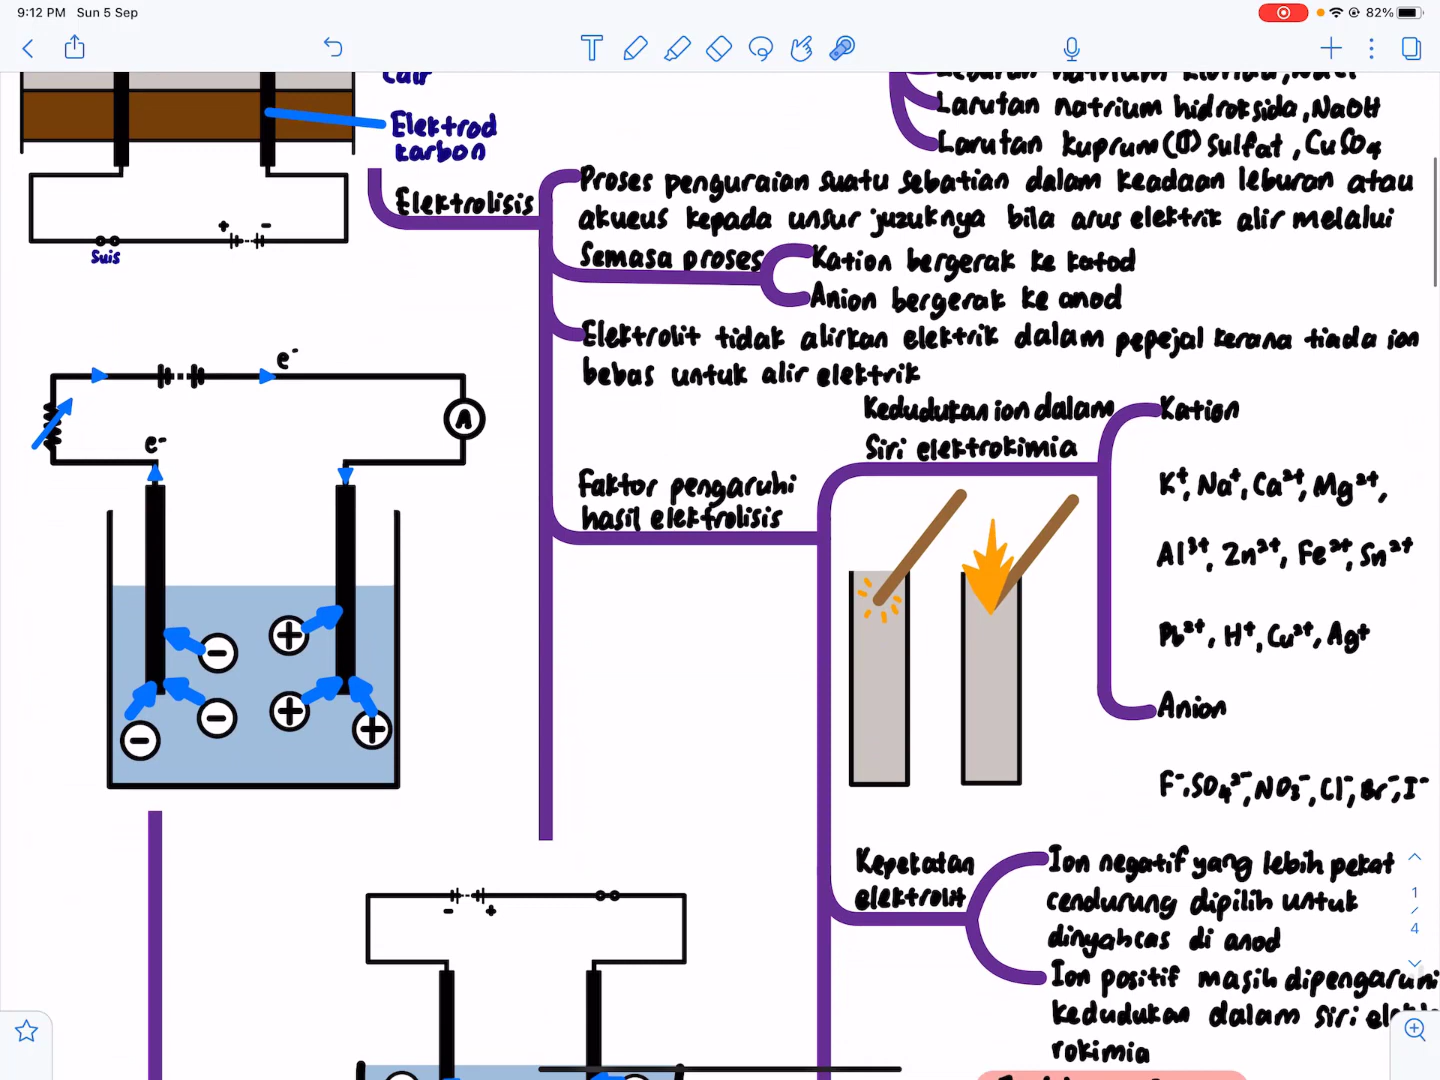 9:12 PM Sun 5 Sep
82%
Cair
Elektrod
karbon
+ -
Suis
Larutan natrium hidroksida, NaOH
Larutan kuprum(II) sulfat, CuSO4
Elektrolisis
Proses penguraian suatu sebatian dalam keadaan leburan atau
akueus kepada unsur juzuknya bila arus elektrik alir melalui
Semasa proses
Kation bergerak ke katod
Anion bergerak ke anod
Elektrolit tidak alirkan elektrik dalam pepejal kerana tiada ion
bebas untuk alir elektrik
e⁻
A
e⁻
- + - + - +
Faktor pengaruhi
hasil elektrolisis
Kedudukan ion dalam
Siri elektrokimia
Kation
K⁺, Na⁺, Ca²⁺, Mg²⁺,
Al³⁺, Zn²⁺, Fe²⁺, Sn²⁺
Pb²⁺, H⁺, Cu²⁺, Ag⁺
Anion
F⁻, SO₄²⁻, NO₃⁻, Cl⁻, Br⁻, I⁻
Kepekatan
elektrolit
Ion negatif yang lebih pekat
cendurung dipilih untuk
dinyahcas di anod
Ion positif masih dipengaruhi
kedudukan dalam siri elekt
rokimia
- +
1
/
4